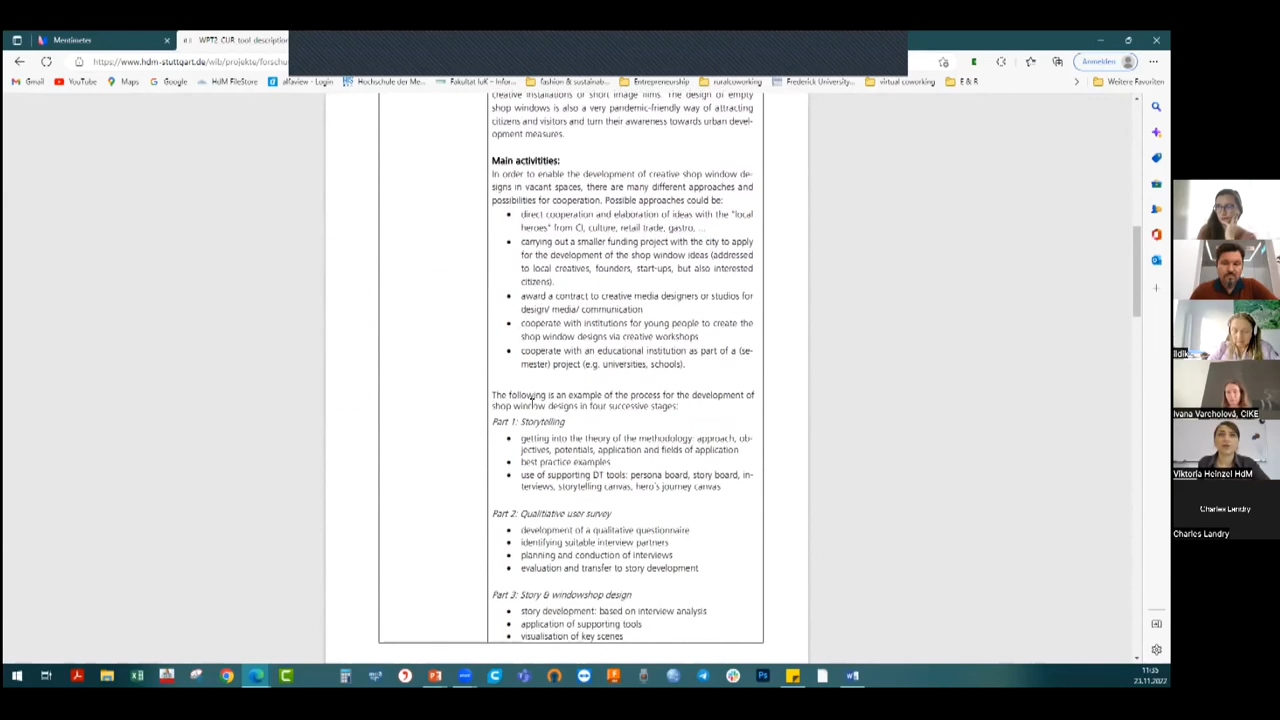 Mentimeter
WPT2 CUR tool description
https://www.hdm-stuttgart.de/wib/projekte/forschu
Anmelden
Gmail
YouTube
Maps
Google
HdM FileStore
alfaview - Login
Hochschule der Me...
Fakultät IuK – Infor...
fashion & sustainab...
Entrepreneurship
ruralcoworking
Frederick University...
virtual coworking
E & R
Weitere Favoriten
creative installations or short image films. The design of empty
shop windows is also a very pandemic-friendly way of attracting
citizens and visitors and turn their awareness towards urban devel-
opment measures.
Main activitities:
In order to enable the development of creative shop window de-
signs in vacant spaces, there are many different approaches and
possibilities for cooperation. Possible approaches could be:
• direct cooperation and elaboration of ideas with the "local
heroes" from CI, culture, retail trade, gastro, ...
• carrying out a smaller funding project with the city to apply
for the development of the shop window ideas (addressed
to local creatives, founders, start-ups, but also interested
citizens).
• award a contract to creative media designers or studios for
design/ media/ communication
• cooperate with institutions for young people to create the
shop window designs via creative workshops
• cooperate with an educational institution as part of a (se-
mester) project (e.g. universities, schools).
The following is an example of the process for the development of
shop window designs in four successive stages:
Part 1: Storytelling
• getting into the theory of the methodology: approach, ob-
jectives, potentials, application and fields of application
• best practice examples
• use of supporting DT tools: persona board, story board, in-
terviews, storytelling canvas, hero's journey canvas
Part 2: Qualitiative user survey
• development of a qualitative questionnaire
• identifying suitable interview partners
• planning and conduction of interviews
• evaluation and transfer to story development
Part 3: Story & windowshop design
• story development: based on interview analysis
• application of supporting tools
• visualisation of key scenes
ildik
Ivana Varcholová, CIKE
Viktoria Heinzel HdM
Charles Landry
Charles Landry
11:35
23.11.2022